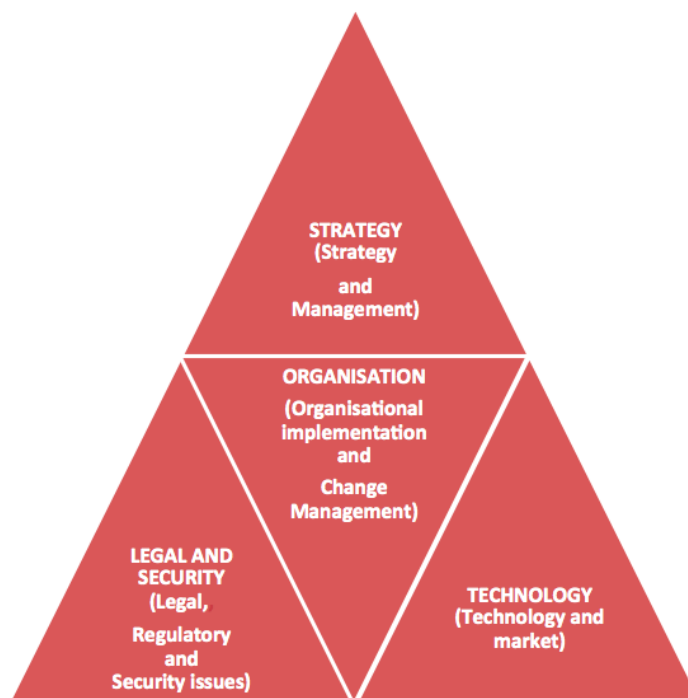 STRATEGY
(Strategy
and
Management)
ORGANISATION
(Organisational
implementation
and
Change
Management)
LEGAL AND
SECURITY
(Legal,,
Regulatory
and
Security issues)
TECHNOLOGY
(Technology and
market)